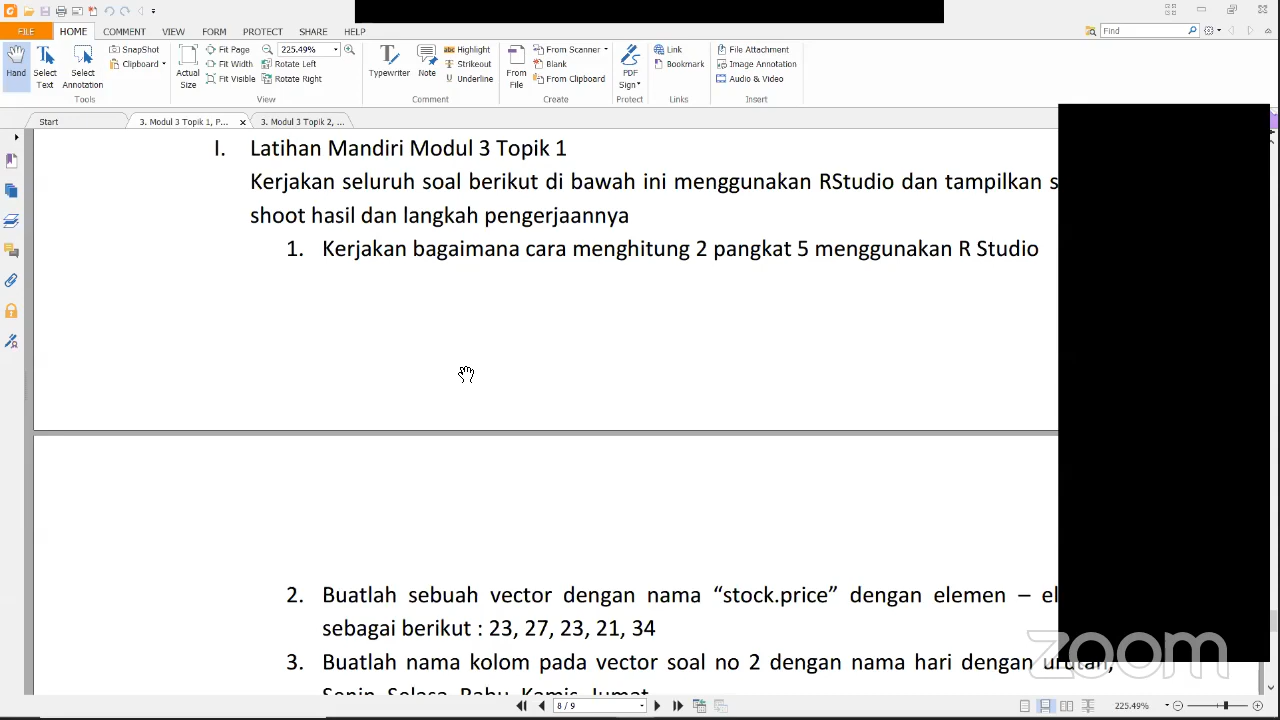 FILE HOME COMMENT VIEW FORM PROTECT SHARE HELP
Find
SnapShot Fit Page 225.49% Highlight From Scanner Link File Attachment
Clipboard Fit Width Rotate Left Strikeout Blank Bookmark Image Annotation
Hand Select Text Select Annotation Actual Size Fit Visible Rotate Right Typewriter Note Underline From File From Clipboard PDF Sign Audio & Video
Tools View Comment Create Protect Links Insert
Start 3. Modul 3 Topik 1, P... 3. Modul 3 Topik 2, ...
I. Latihan Mandiri Modul 3 Topik 1
Kerjakan seluruh soal berikut di bawah ini menggunakan RStudio dan tampilkan s
shoot hasil dan langkah pengerjaannya
1. Kerjakan bagaimana cara menghitung 2 pangkat 5 menggunakan R Studio
2. Buatlah sebuah vector dengan nama “stock.price” dengan elemen – el
sebagai berikut : 23, 27, 23, 21, 34
zoom
3. Buatlah nama kolom pada vector soal no 2 dengan nama hari dengan urutan,
Senin Selasa Rabu Kamis Jumat
8 / 9 225.49%